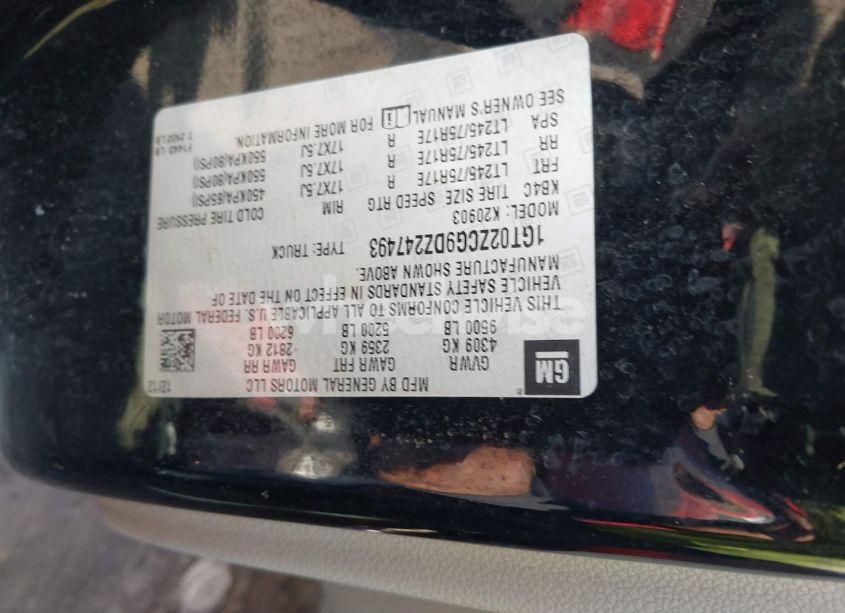 MFD BY GENERAL MOTORS LLC 12/12
GM
GVWR GAWR FRT GAWR RR
4309 KG 2359 KG 2812 KG
9500 LB 5200 LB 6200 LB
THIS VEHICLE CONFORMS TO ALL APPLICABLE U.S. FEDERAL MOTOR
VEHICLE SAFETY STANDARDS IN EFFECT ON THE DATE OF
MANUFACTURE SHOWN ABOVE.
1GT02ZCG9DZ247493 TYPE: TRUCK
MODEL: K20903
KB4C TIRE SIZE SPEED RTG RIM COLD TIRE PRESSURE
FRT LT245/75R17E R 17X7.5J 450KPA(65PSI)
RR LT245/75R17E R 17X7.5J 550KPA(80PSI)
SPA LT245/75R17E R 17X7.5J 550KPA(80PSI)
SEE OWNER'S MANUAL i FOR MORE INFORMATION.